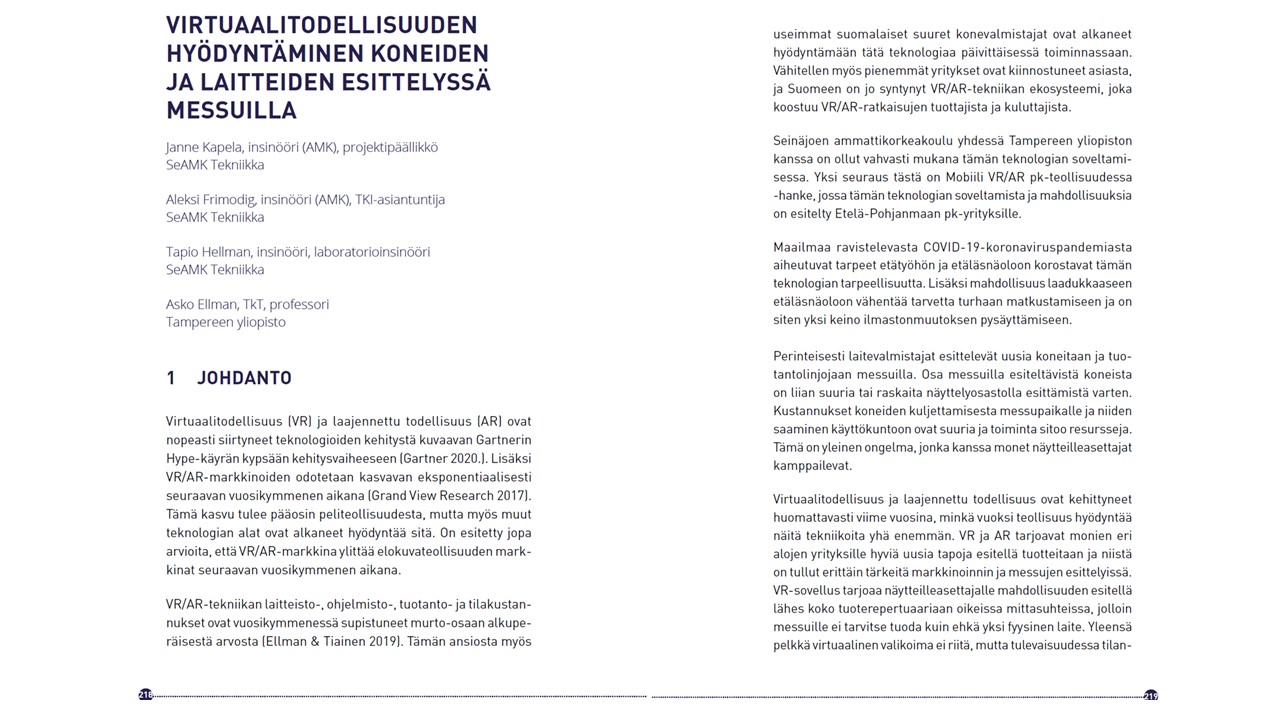 VIRTUAALITODELLISUUDEN
HYÖDYNTÄMINEN KONEIDEN
JA LAITTEIDEN ESITTELYSSÄ
MESSUILLA
Janne Kapela, insinööri (AMK), projektipäällikkö
SeAMK Tekniikka
Aleksi Frimodig, insinööri (AMK), TKI-asiantuntija
SeAMK Tekniikka
Tapio Hellman, insinööri, laboratorioinsinööri
SeAMK Tekniikka
Asko Ellman, TkT, professori
Tampereen yliopisto
1 JOHDANTO
Virtuaalitodellisuus (VR) ja laajennettu todellisuus (AR) ovat
nopeasti siirtyneet teknologioiden kehitystä kuvaavan Gartnerin
Hype-käyrän kypsään kehitysvaiheeseen (Gartner 2020.). Lisäksi
VR/AR-markkinoiden odotetaan kasvavan eksponentiaalisesti
seuraavan vuosikymmenen aikana (Grand View Research 2017).
Tämä kasvu tulee pääosin peliteollisuudesta, mutta myös muut
teknologian alat ovat alkaneet hyödyntää sitä. On esitetty jopa
arvioita, että VR/AR-markkina ylittää elokuvateollisuuden mark-
kinat seuraavan vuosikymmenen aikana.
VR/AR-tekniikan laitteisto-, ohjelmisto-, tuotanto- ja tilakustan-
nukset ovat vuosikymmenessä supistuneet murto-osaan alkupe-
räisestä arvosta (Ellman & Tiainen 2019). Tämän ansiosta myös
218
useimmat suomalaiset suuret konevalmistajat ovat alkaneet
hyödyntämään tätä teknologiaa päivittäisessä toiminnassaan.
Vähitellen myös pienemmät yritykset ovat kiinnostuneet asiasta,
ja Suomeen on jo syntynyt VR/AR-tekniikan ekosysteemi, joka
koostuu VR/AR-ratkaisujen tuottajista ja kuluttajista.
Seinäjoen ammattikorkeakoulu yhdessä Tampereen yliopiston
kanssa on ollut vahvasti mukana tämän teknologian soveltami-
sessa. Yksi seuraus tästä on Mobiili VR/AR pk-teollisuudessa
-hanke, jossa tämän teknologian soveltamista ja mahdollisuuksia
on esitelty Etelä-Pohjanmaan pk-yrityksille.
Maailmaa ravistelevasta COVID-19-koronaviruspandemiasta
aiheutuvat tarpeet etätyöhön ja etäläsnäoloon korostavat tämän
teknologian tarpeellisuutta. Lisäksi mahdollisuus laadukkaaseen
etäläsnäoloon vähentää tarvetta turhaan matkustamiseen ja on
siten yksi keino ilmastonmuutoksen pysäyttämiseen.
Perinteisesti laitevalmistajat esittelevät uusia koneitaan ja tuo-
tantolinjojaan messuilla. Osa messuilla esiteltävistä koneista
on liian suuria tai raskaita näyttelyosastolla esittämistä varten.
Kustannukset koneiden kuljettamisesta messupaikalle ja niiden
saaminen käyttökuntoon ovat suuria ja toiminta sitoo resursseja.
Tämä on yleinen ongelma, jonka kanssa monet näytteilleasettajat
kamppailevat.
Virtuaalitodellisuus ja laajennettu todellisuus ovat kehittyneet
huomattavasti viime vuosina, minkä vuoksi teollisuus hyödyntää
näitä tekniikoita yhä enemmän. VR ja AR tarjoavat monien eri
alojen yrityksille hyviä uusia tapoja esitellä tuotteitaan ja niistä
on tullut erittäin tärkeitä markkinoinnin ja messujen esittelyissä.
VR-sovellus tarjoaa näytteilleasettajalle mahdollisuuden esitellä
lähes koko tuoterepertuaariaan oikeissa mittasuhteissa, jolloin
messuille ei tarvitse tuoda kuin ehkä yksi fyysinen laite. Yleensä
pelkkä virtuaalinen valikoima ei riitä, mutta tulevaisuudessa tilan-
219